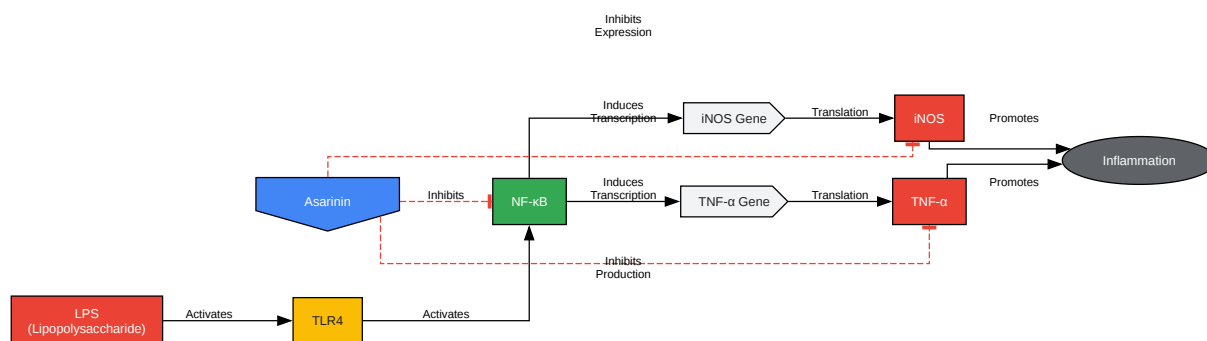 Inhibits
Expression
Induces
Transcription
iNOS Gene
Translation
iNOS
Promotes
Inflammation
Asarinin
Inhibits
NF-κB
Induces
Transcription
TNF-α Gene
Translation
TNF-α
Promotes
Inhibits
Production
LPS
(Lipopolysaccharide)
Activates
TLR4
Activates